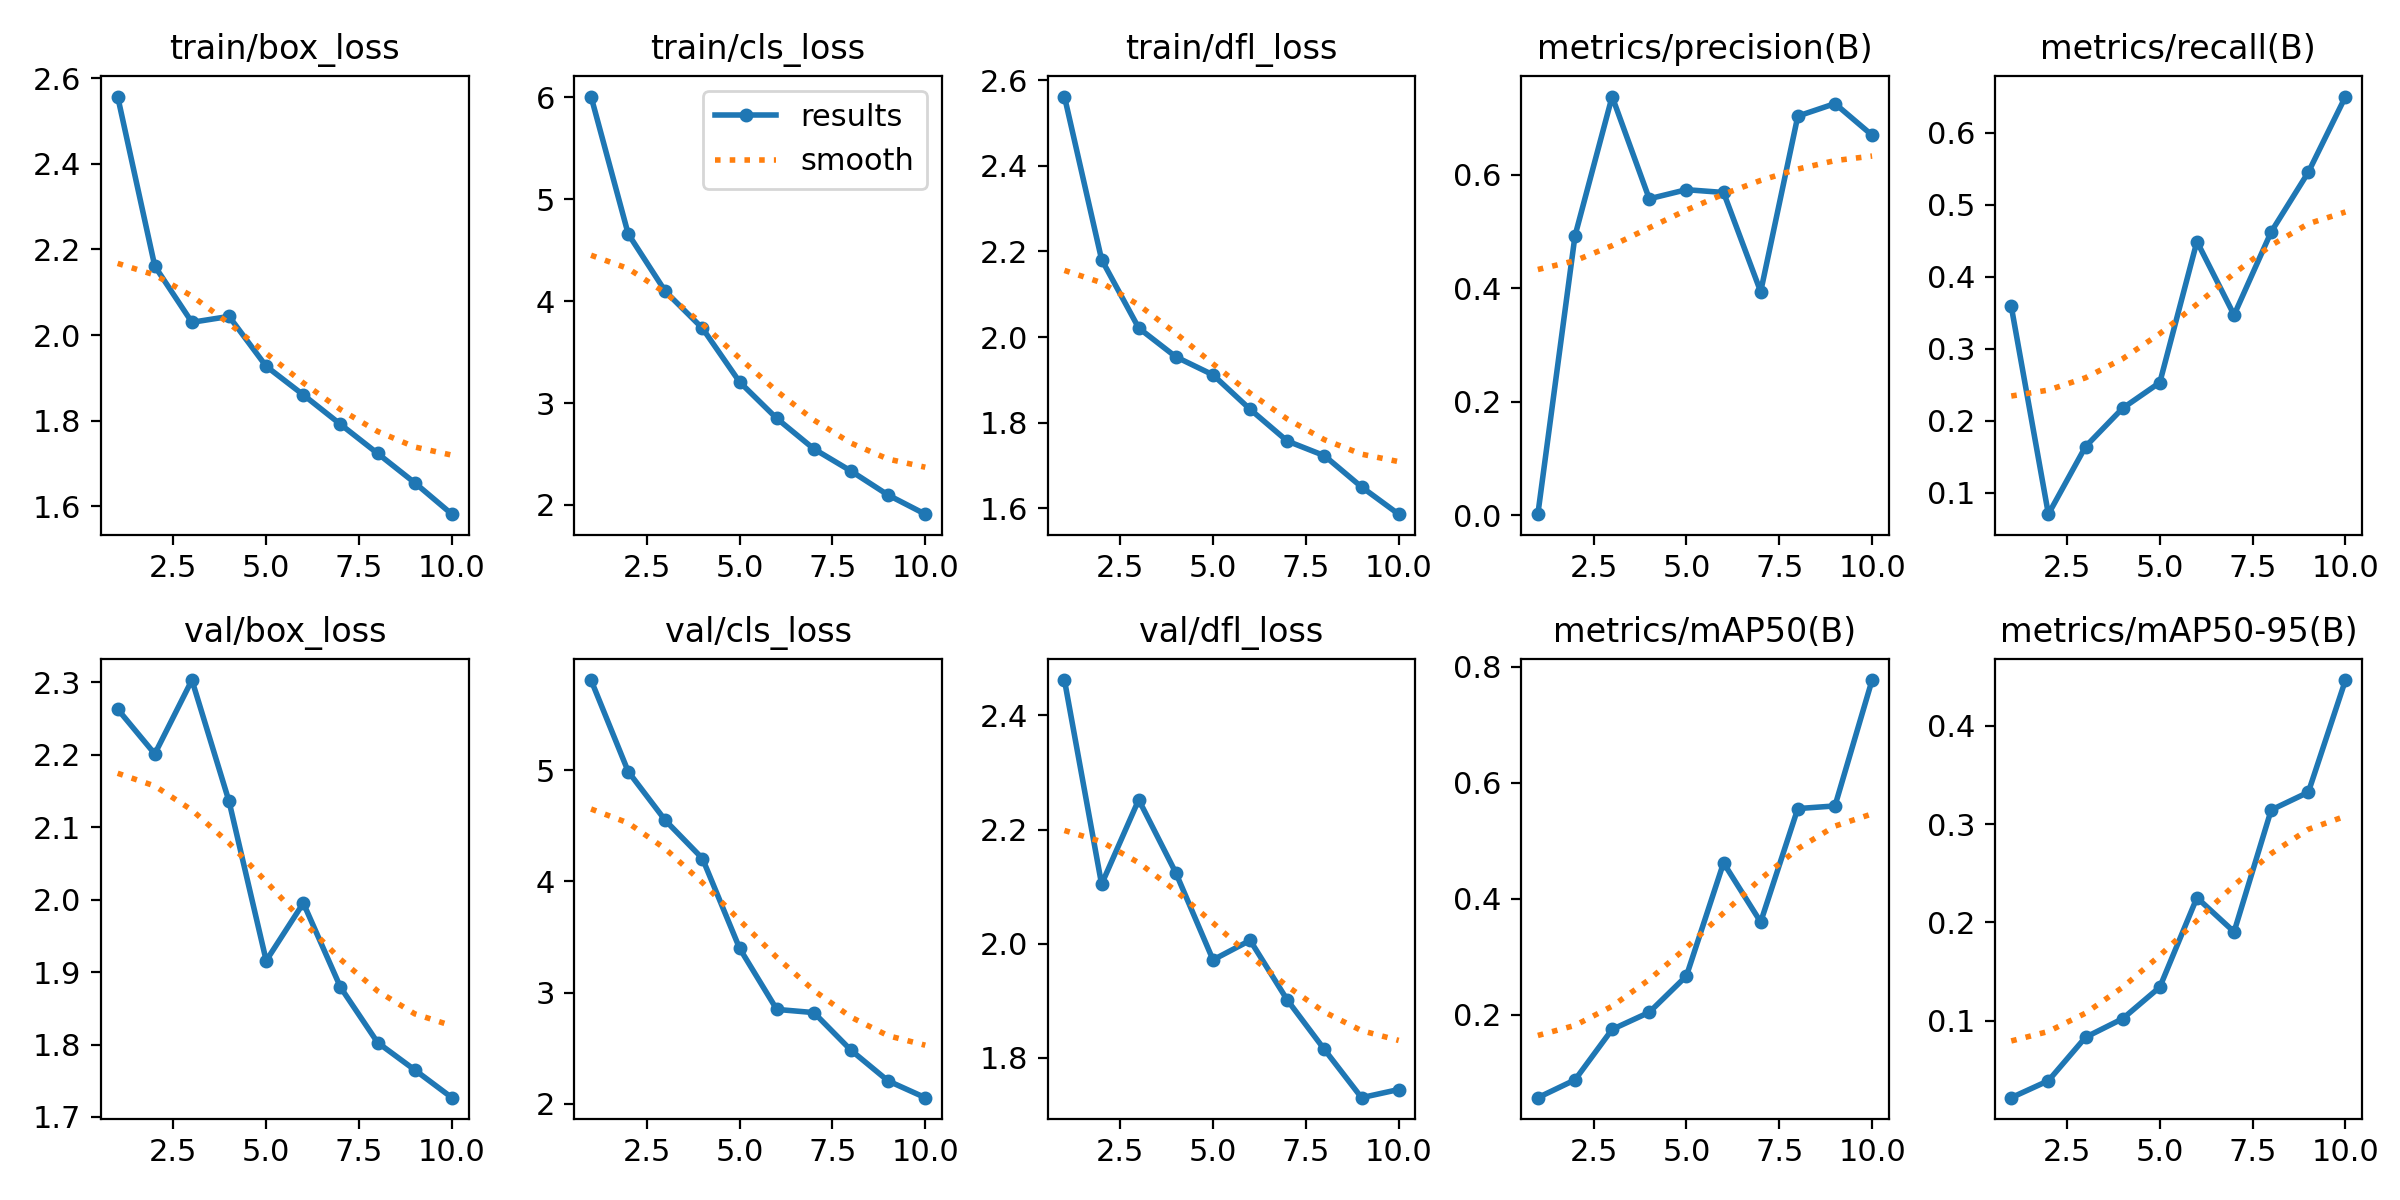 train/box_loss
2.6
2.4
2.2
2.0
1.8
1.6
2.5 5.0 7.5 10.0
train/cls_loss
results
smooth
6
5
4
3
2
2.5 5.0 7.5 10.0
train/dfl_loss
2.6
2.4
2.2
2.0
1.8
1.6
2.5 5.0 7.5 10.0
metrics/precision(B)
0.6
0.4
0.2
0.0
2.5 5.0 7.5 10.0
metrics/recall(B)
0.6
0.5
0.4
0.3
0.2
0.1
2.5 5.0 7.5 10.0
val/box_loss
2.3
2.2
2.1
2.0
1.9
1.8
1.7
2.5 5.0 7.5 10.0
val/cls_loss
5
4
3
2
2.5 5.0 7.5 10.0
val/dfl_loss
2.4
2.2
2.0
1.8
2.5 5.0 7.5 10.0
metrics/mAP50(B)
0.8
0.6
0.4
0.2
2.5 5.0 7.5 10.0
metrics/mAP50-95(B)
0.4
0.3
0.2
0.1
2.5 5.0 7.5 10.0